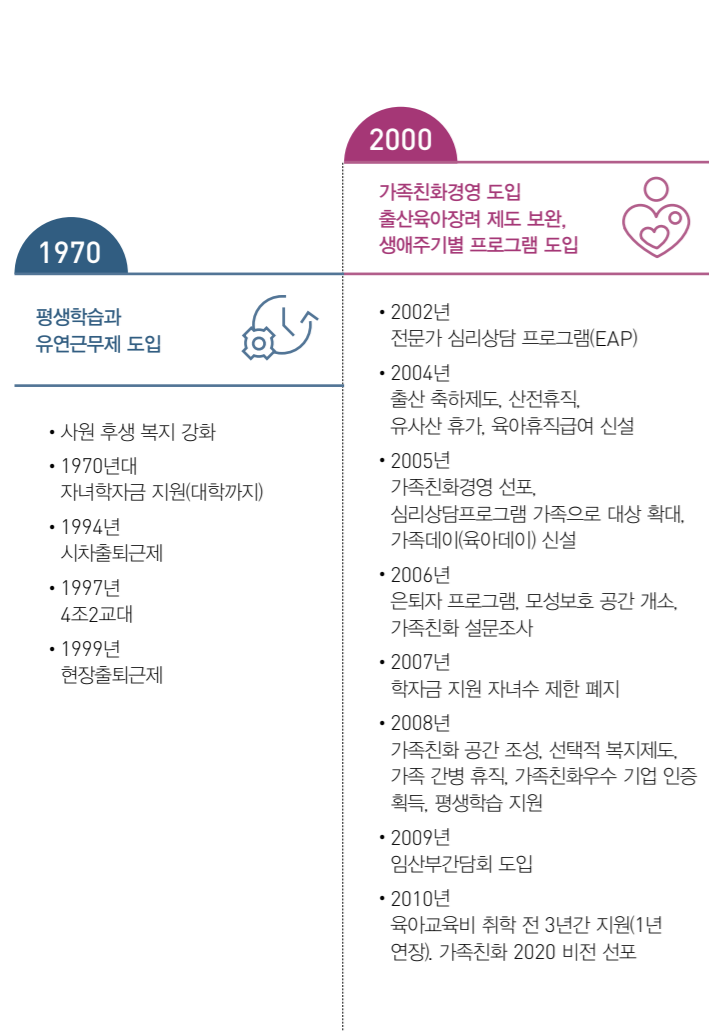 1970
평생학습과
유연근무제 도입
• 사원 후생 복지 강화
• 1970년대
자녀학자금 지원(대학까지)
• 1994년
시차출퇴근제
• 1997년
4조2교대
• 1999년
현장출퇴근제
2000
가족친화경영 도입
출산육아장려 제도 보완,
생애주기별 프로그램 도입
• 2002년
전문가 심리상담 프로그램(EAP)
• 2004년
출산 축하제도, 산전휴직,
유사산 휴가, 육아휴직급여 신설
• 2005년
가족친화경영 선포,
심리상담프로그램 가족으로 대상 확대,
가족데이(육아데이) 신설
• 2006년
은퇴자 프로그램, 모성보호 공간 개소,
가족친화 설문조사
• 2007년
학자금 지원 자녀수 제한 폐지
• 2008년
가족친화 공간 조성, 선택적 복지제도,
가족 간병 휴직, 가족친화우수 기업 인증
획득, 평생학습 지원
• 2009년
임산부간담회 도입
• 2010년
육아교육비 취학 전 3년간 지원(1년
연장). 가족친화 2020 비전 선포